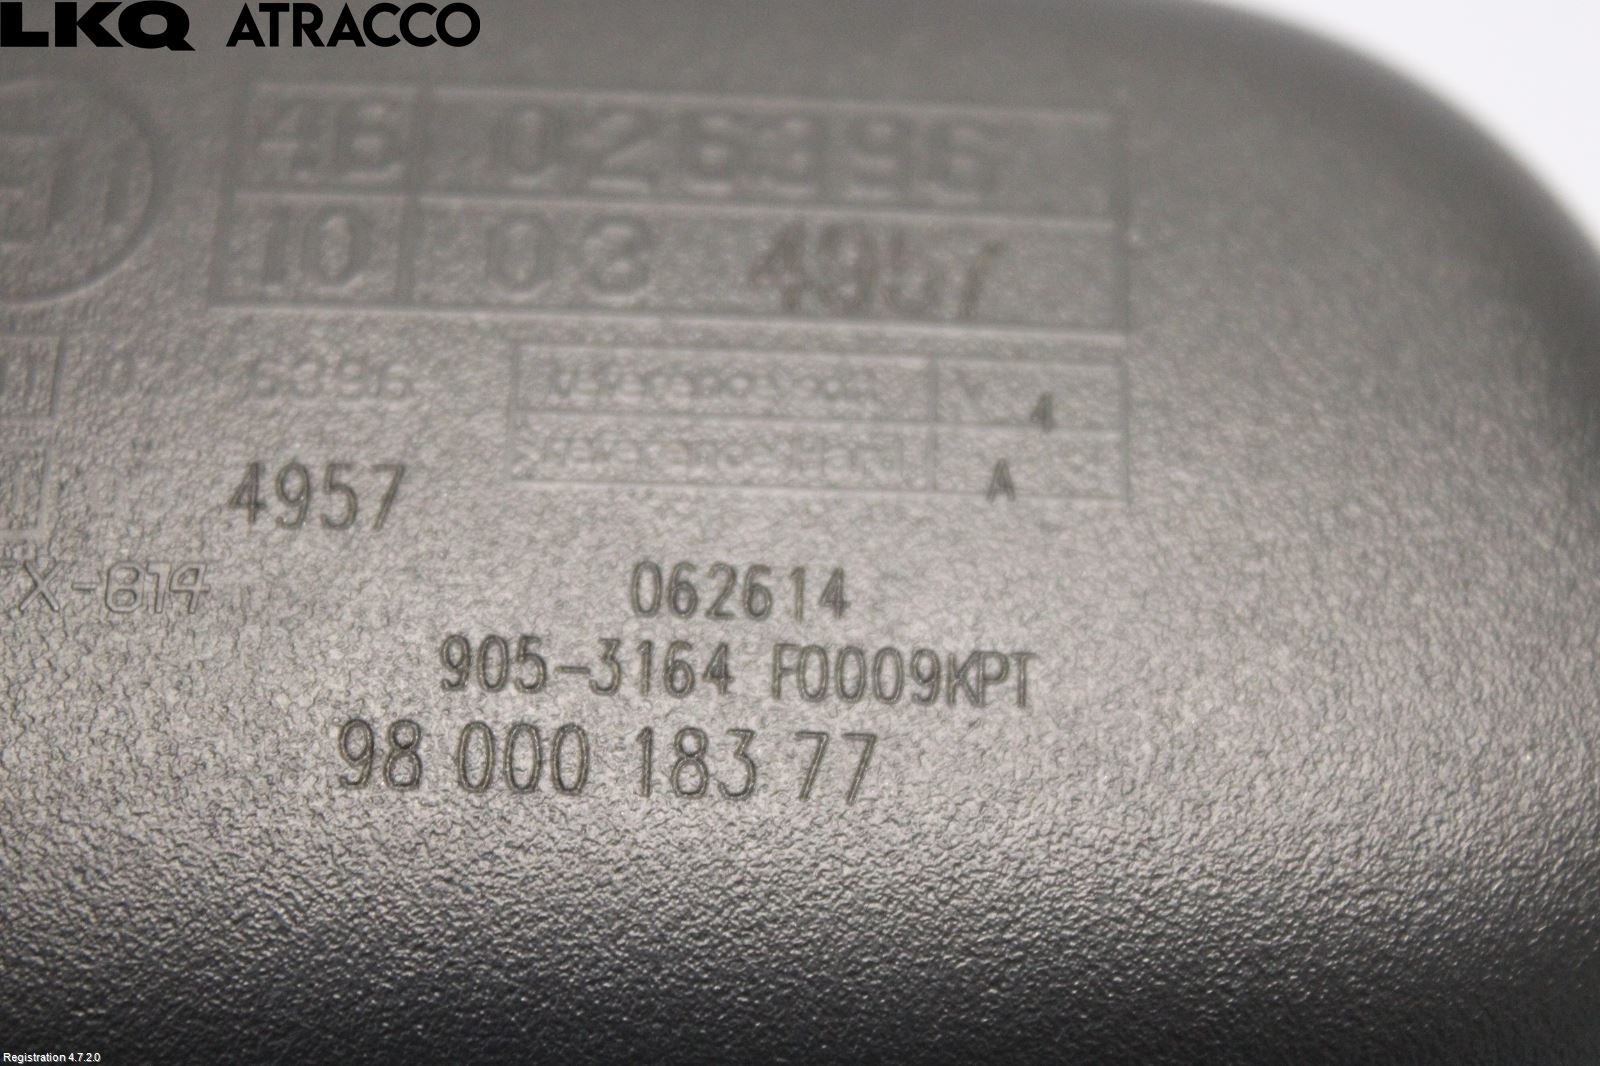 LKQ ATRACCO
4B 026396
10 03 4957
4
A
4957
X-814
062614
905-3164 F0009KPT
98 000 183 77
Registration 4.7.2.0